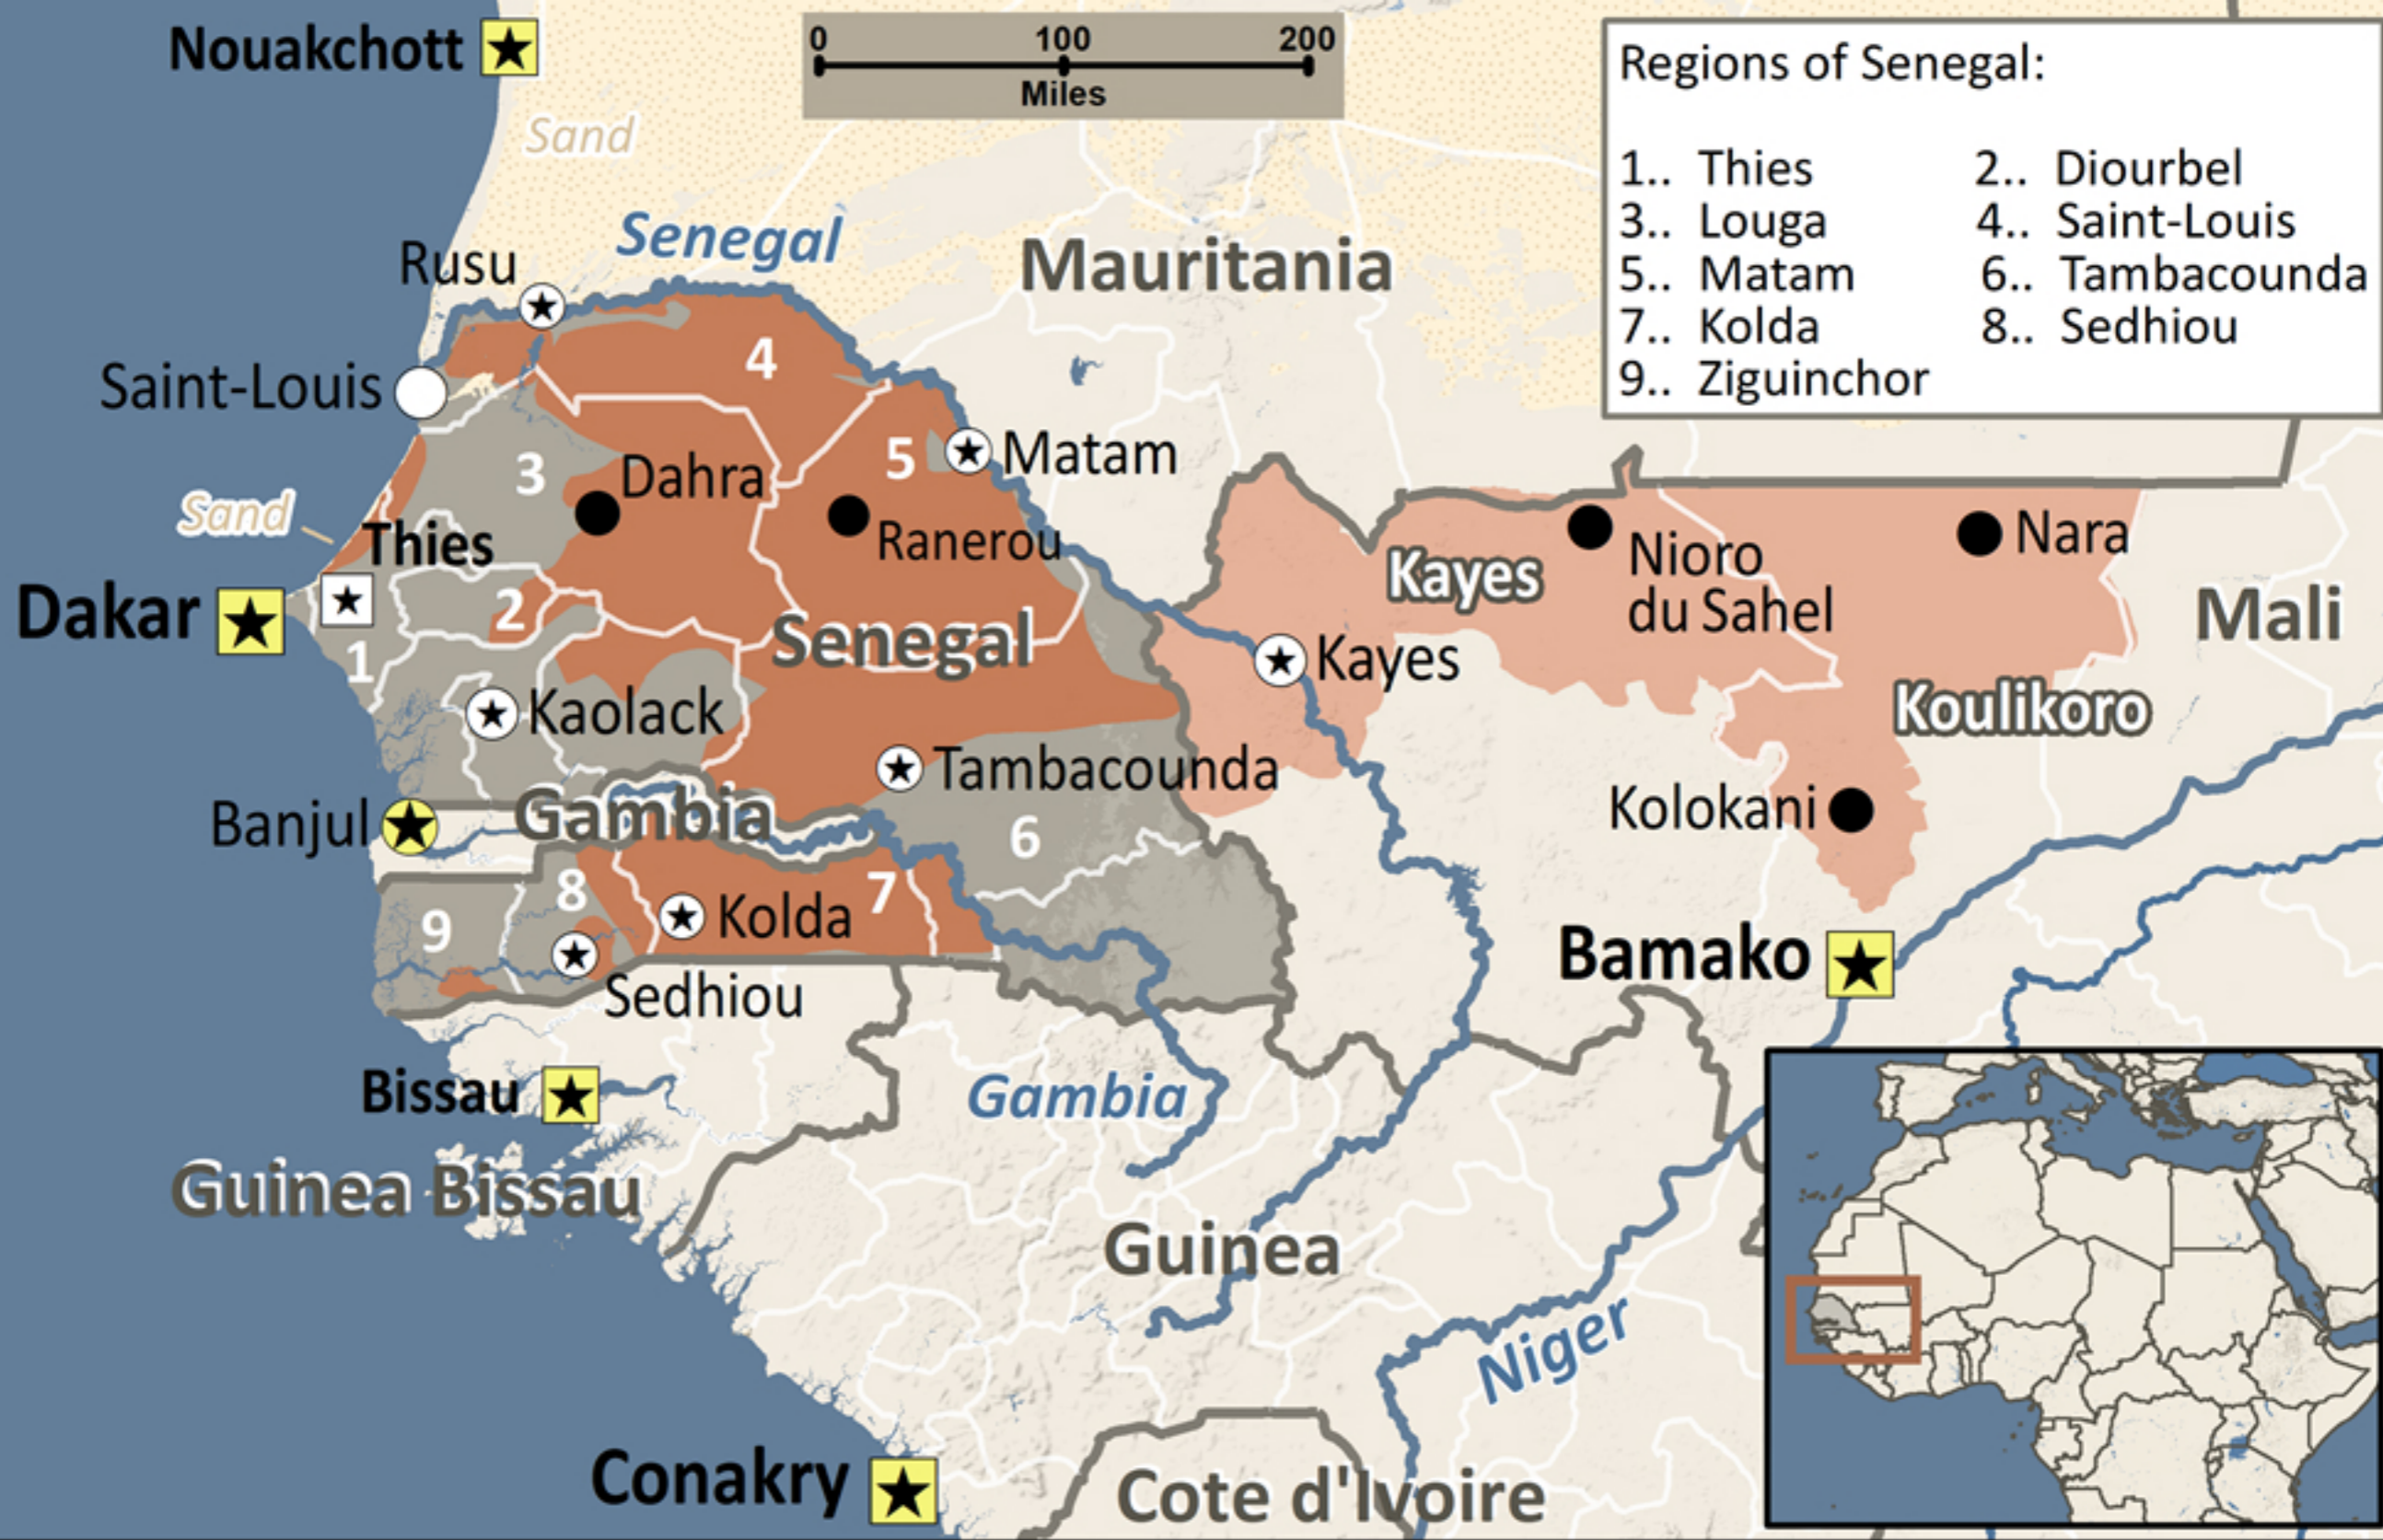 Nouakchott
0 100 200
Miles
Regions of Senegal:
1.. Thies 2.. Diourbel
3.. Louga 4.. Saint-Louis
5.. Matam 6.. Tambacounda
7.. Kolda 8.. Sedhiou
9.. Ziguinchor
Sand
Senegal
Rusu
Mauritania
4
Saint-Louis
3
Dahra
5
Matam
Sand
Thies
Ranerou
Kayes
Nioro
du Sahel
Nara
Dakar
2
1
Senegal
Kayes
Mali
Kaolack
Koulikoro
Tambacounda
Banjul
Gambia
6
Kolokani
8
7
9
Kolda
Sedhiou
Bamako
Bissau
Gambia
Guinea Bissau
Guinea
Niger
Conakry
Cote d'Ivoire